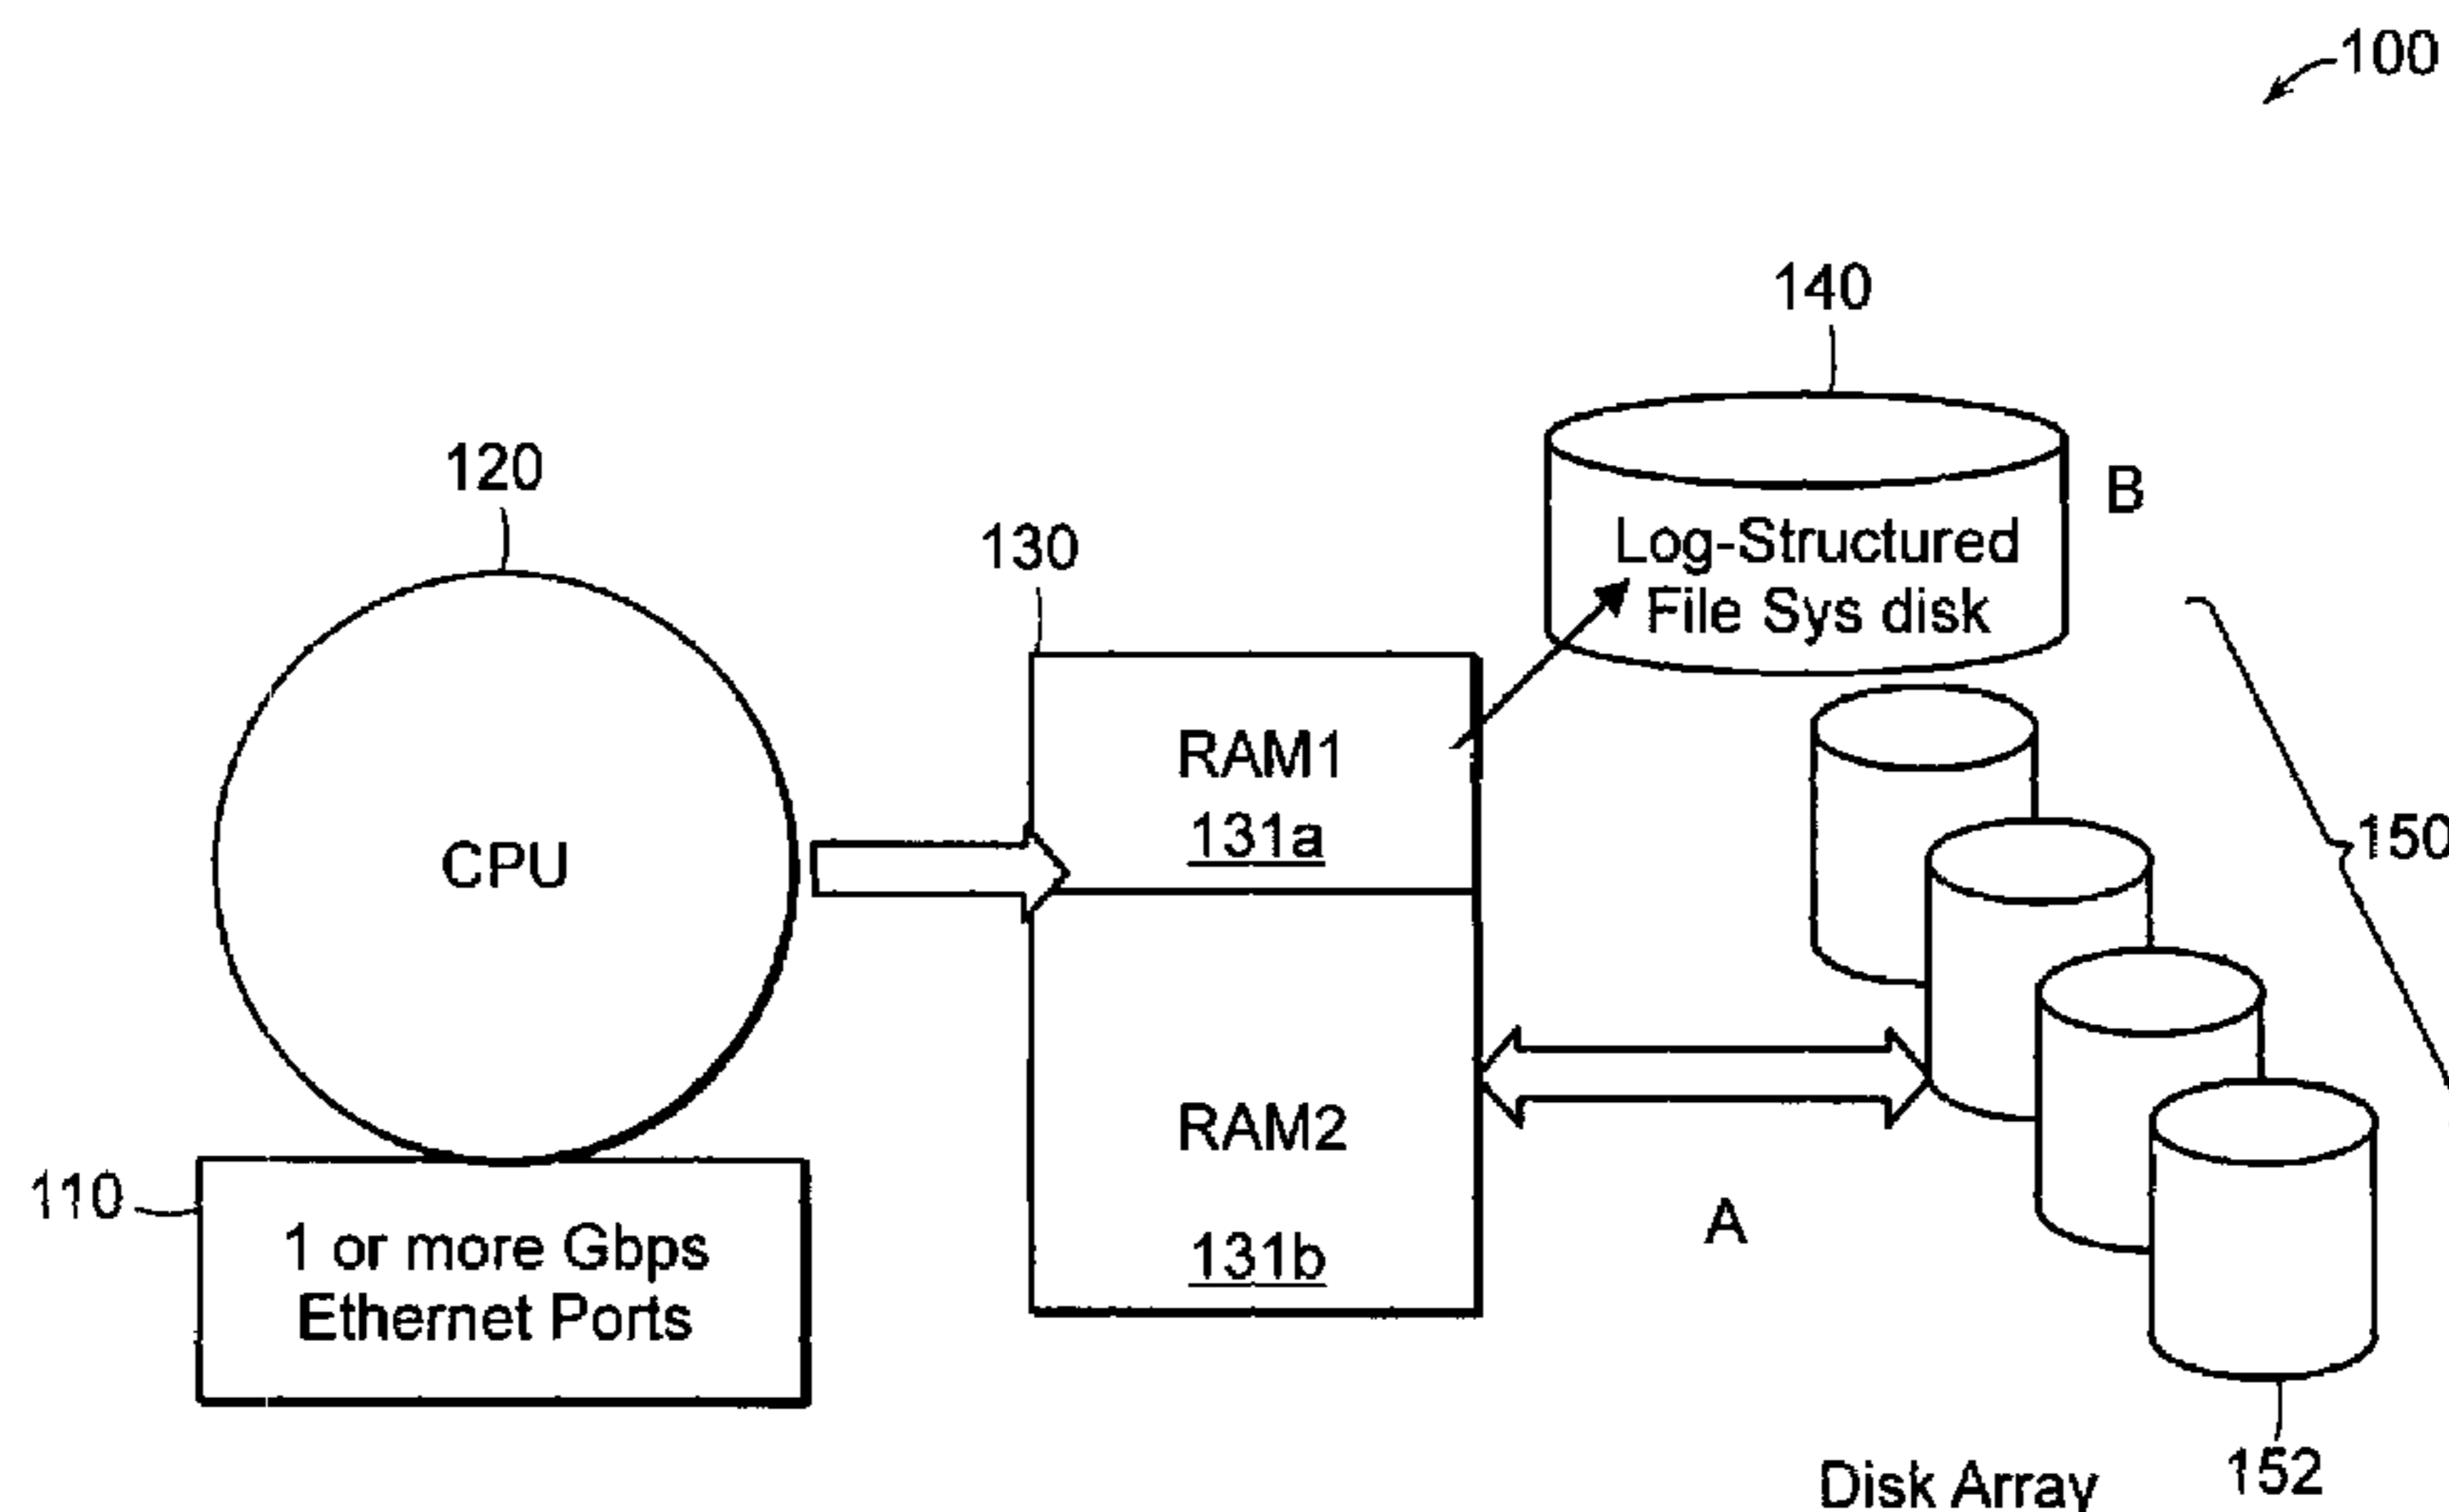 100
140
B
Log-Structured
File Sys disk
120
130
CPU
RAM1
131a
150
RAM2
131b
A
110
1 or more Gbps
Ethernet Ports
152
Disk Array